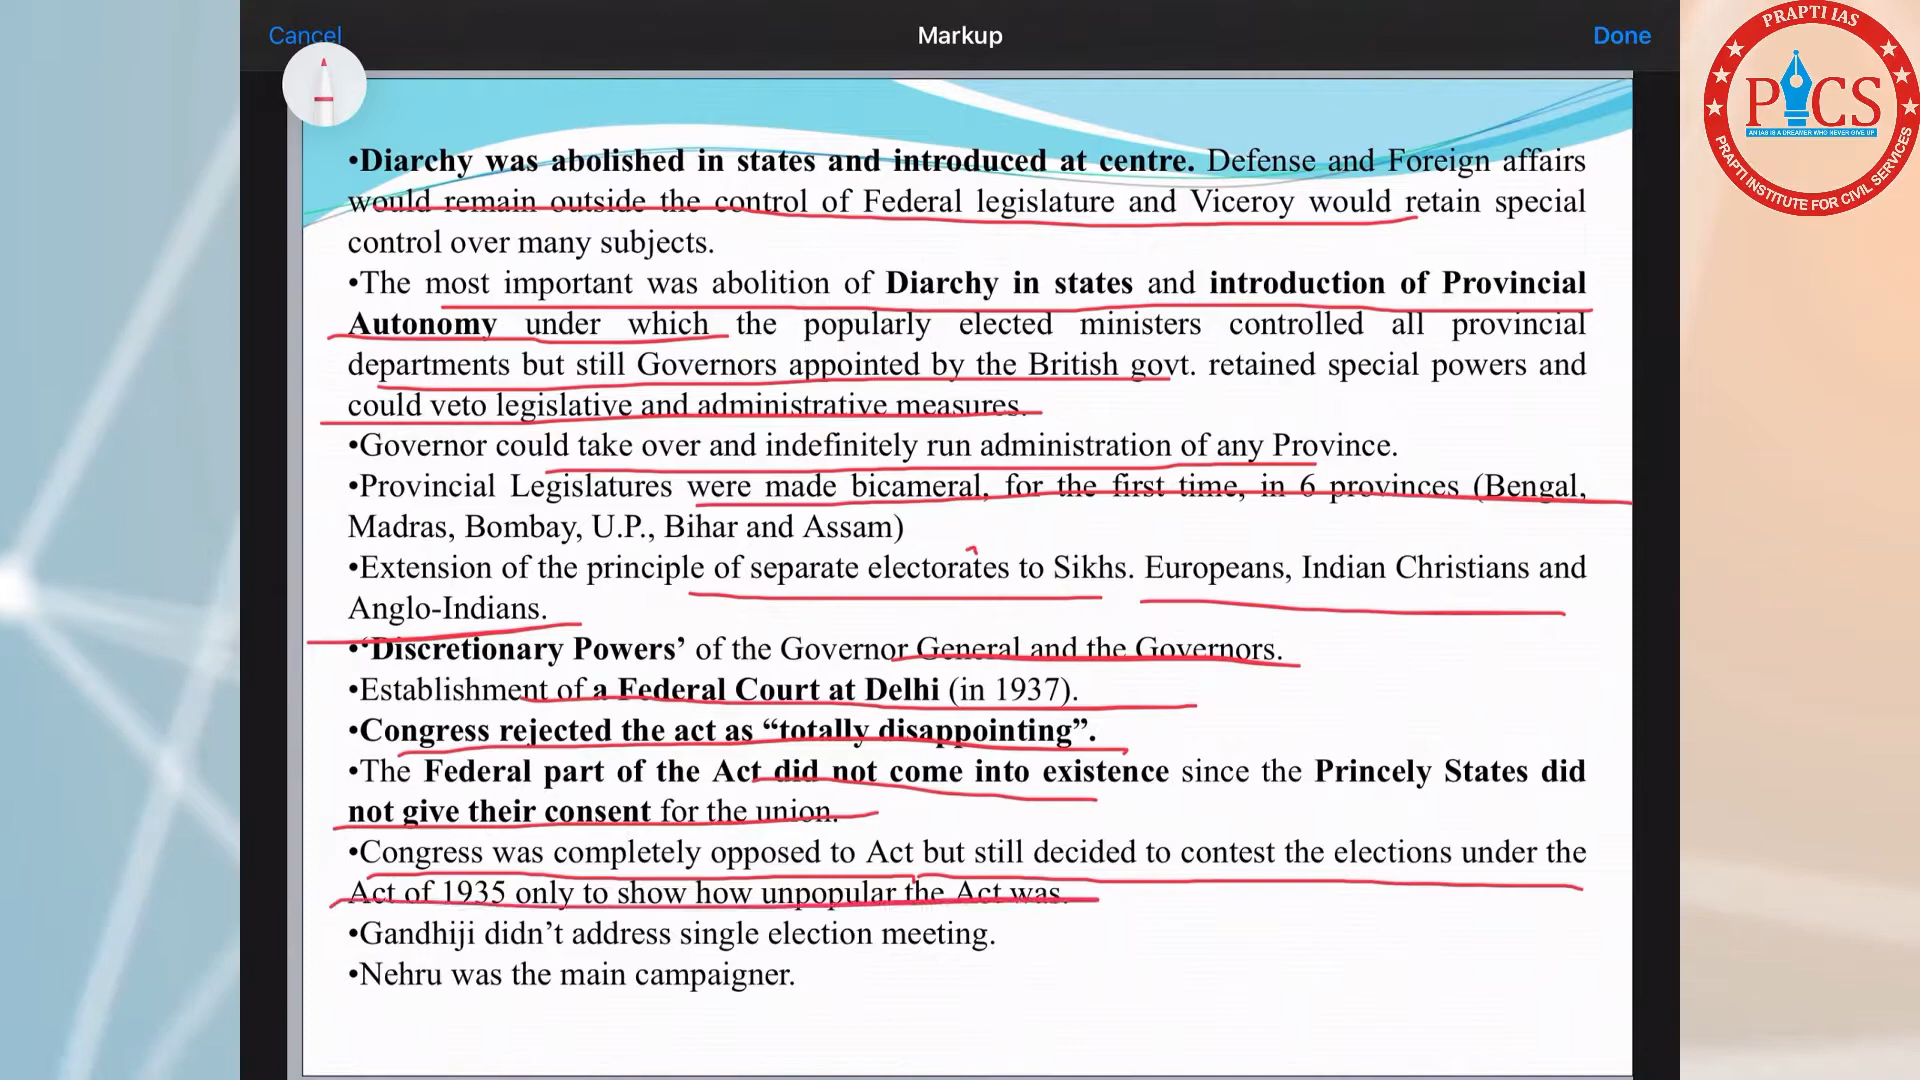 Cancel
Markup
Done
PRAPTI IAS
PICS
AN IAS IS A DREAMER WHO NEVER GIVE UP
PRAPTI INSTITUTE FOR CIVIL SERVICES
•Diarchy was abolished in states and introduced at centre. Defense and Foreign affairs
would remain outside the control of Federal legislature and Viceroy would retain special
control over many subjects.
•The most important was abolition of Diarchy in states and introduction of Provincial
Autonomy under which the popularly elected ministers controlled all provincial
departments but still Governors appointed by the British govt. retained special powers and
could veto legislative and administrative measures.
•Governor could take over and indefinitely run administration of any Province.
•Provincial Legislatures were made bicameral, for the first time, in 6 provinces (Bengal,
Madras, Bombay, U.P., Bihar and Assam)
•Extension of the principle of separate electorates to Sikhs. Europeans, Indian Christians and
Anglo-Indians.
•‘Discretionary Powers’ of the Governor General and the Governors.
•Establishment of a Federal Court at Delhi (in 1937).
•Congress rejected the act as “totally disappointing”.
•The Federal part of the Act did not come into existence since the Princely States did
not give their consent for the union.
•Congress was completely opposed to Act but still decided to contest the elections under the
Act of 1935 only to show how unpopular the Act was.
•Gandhiji didn’t address single election meeting.
•Nehru was the main campaigner.